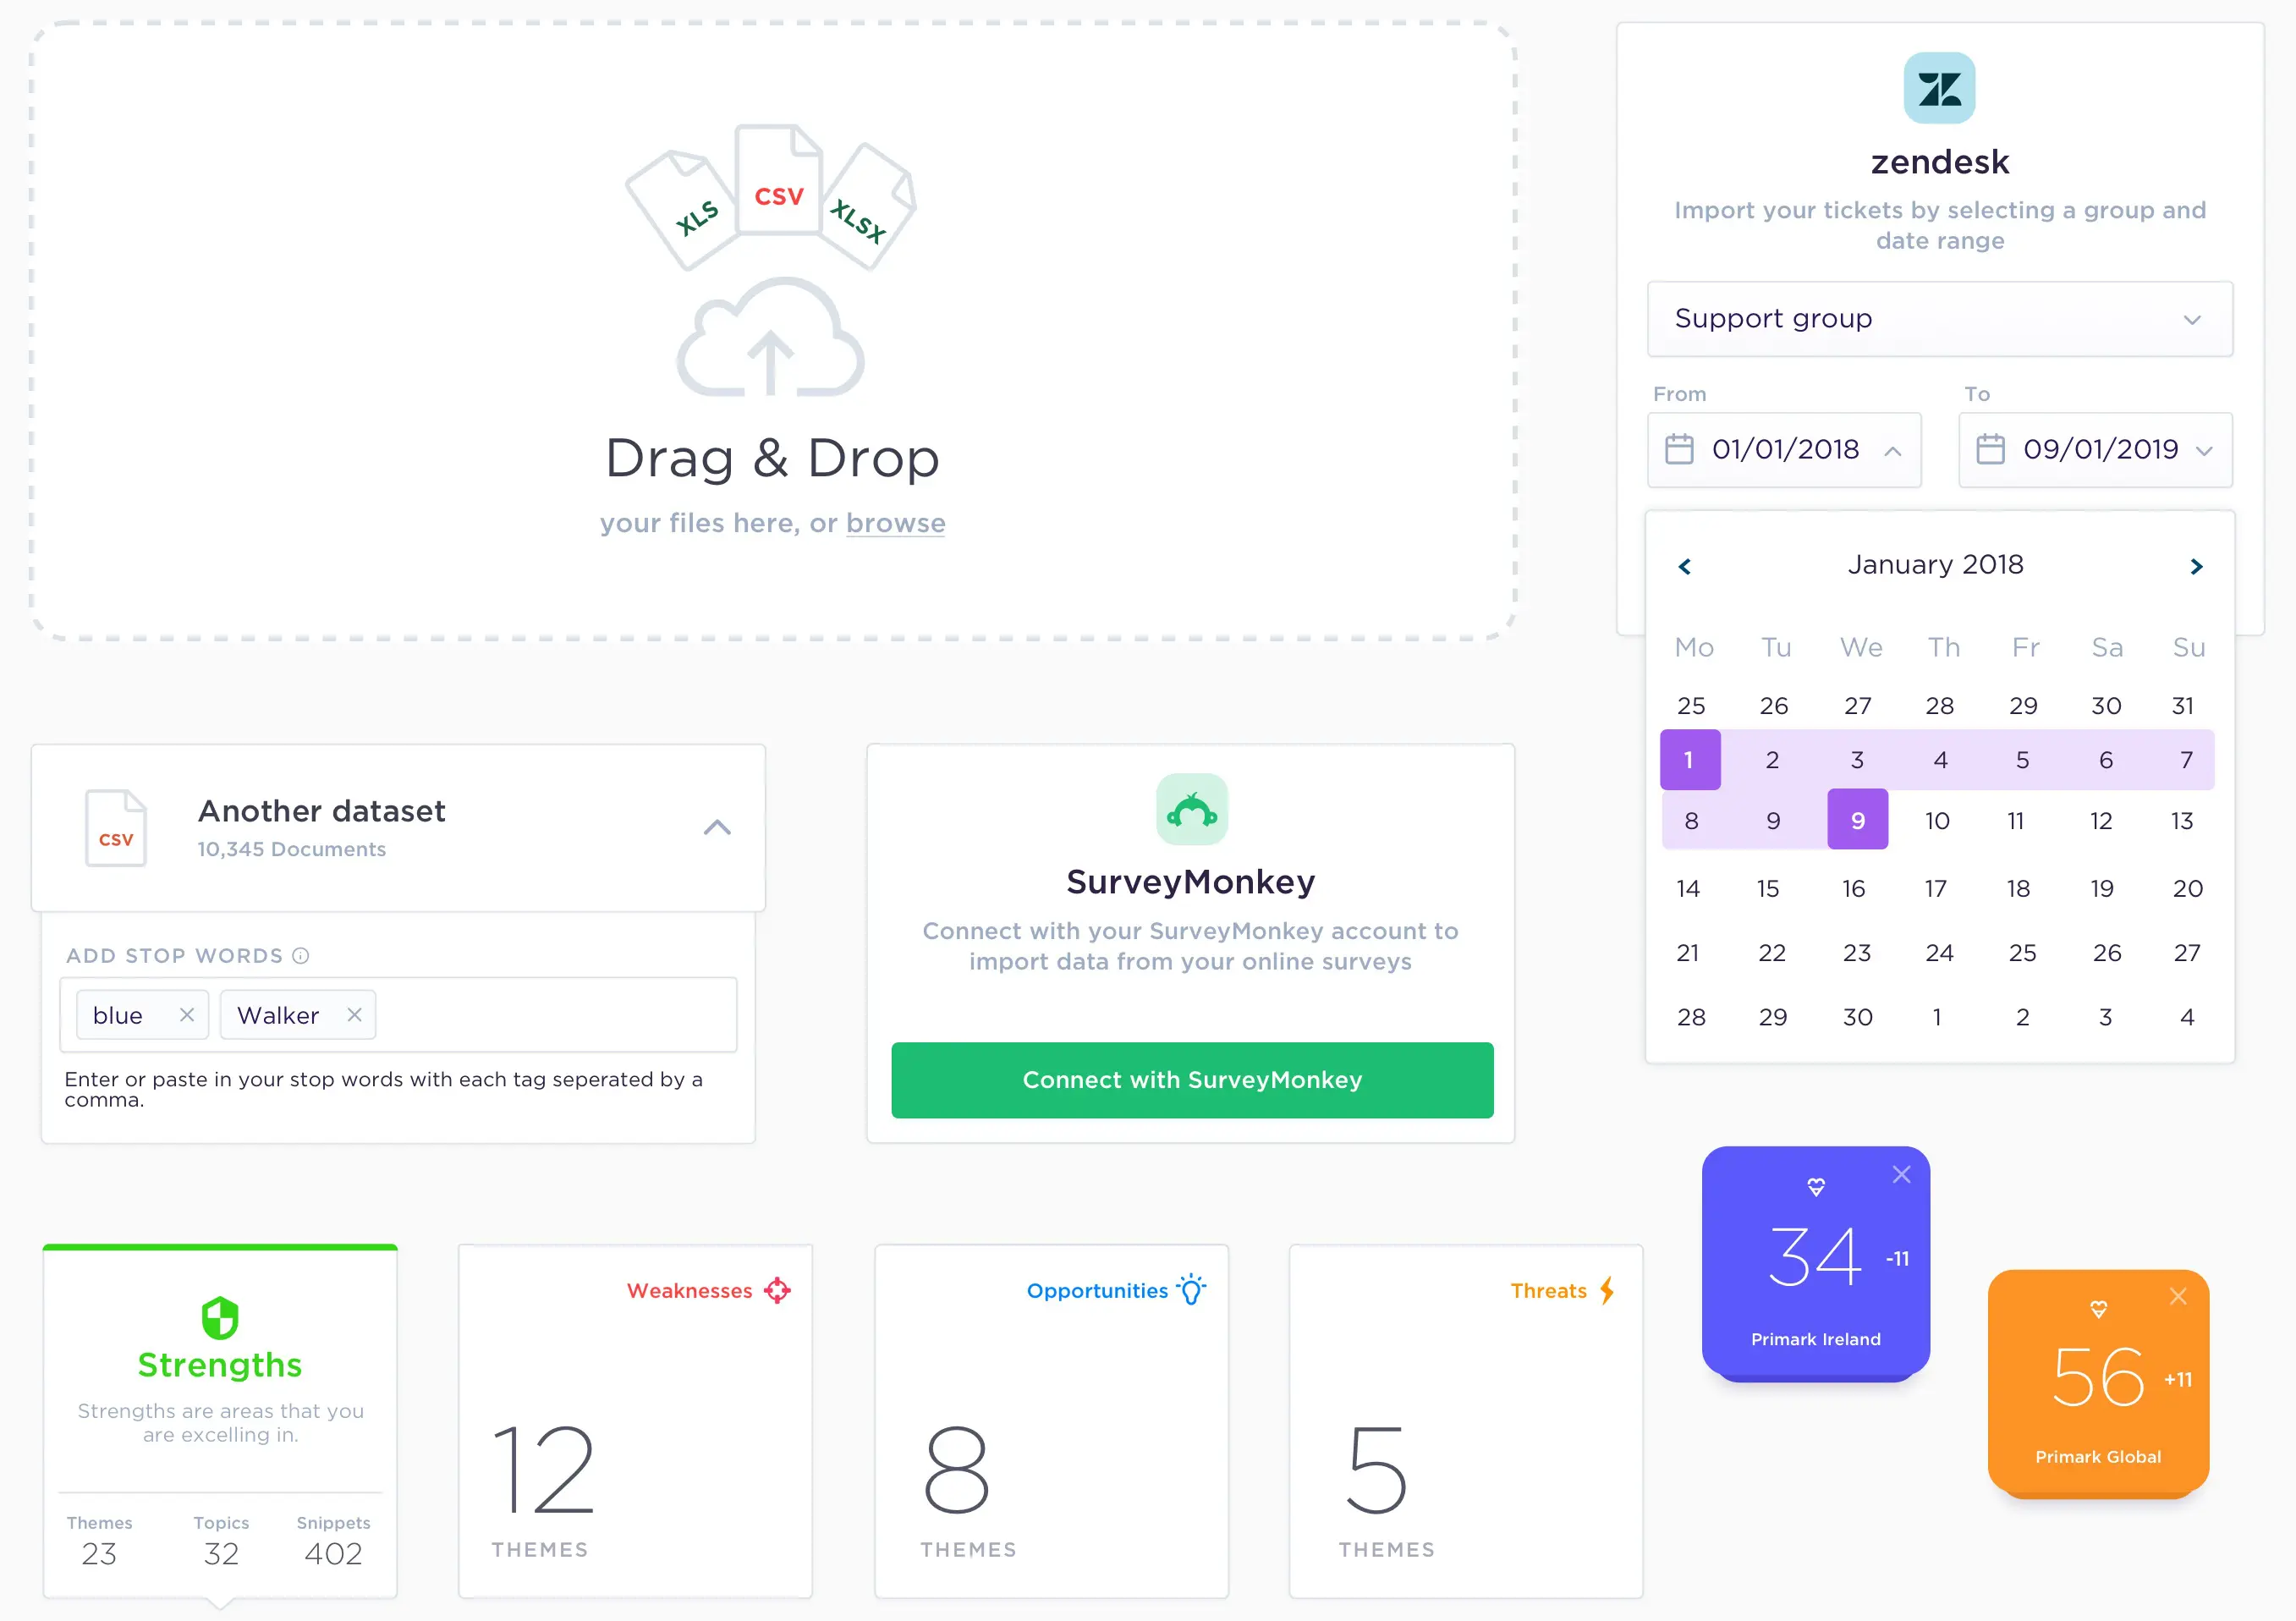 XLS
CSV
XLSX
Drag & Drop
your files here, or browse
zendesk
Import your tickets by selecting a group and
date range
Support group
From
To
01/01/2018
09/01/2019
January 2018
Mo Tu We Th Fr Sa Su
25 26 27 28 29 30 31
1 2 3 4 5 6 7
8 9 9 10 11 12 13
14 15 16 17 18 19 20
21 22 23 24 25 26 27
28 29 30 1 2 3 4
CSV
Another dataset
10,345 Documents
ADD STOP WORDS
blue
Walker
Enter or paste in your stop words with each tag seperated by a
comma.
SurveyMonkey
Connect with your SurveyMonkey account to
import data from your online surveys
Connect with SurveyMonkey
Strengths
Strengths are areas that you
are excelling in.
Themes Topics Snippets
23 32 402
Weaknesses
12
THEMES
Opportunities
8
THEMES
Threats
5
THEMES
34 -11
Primark Ireland
56 +11
Primark Global